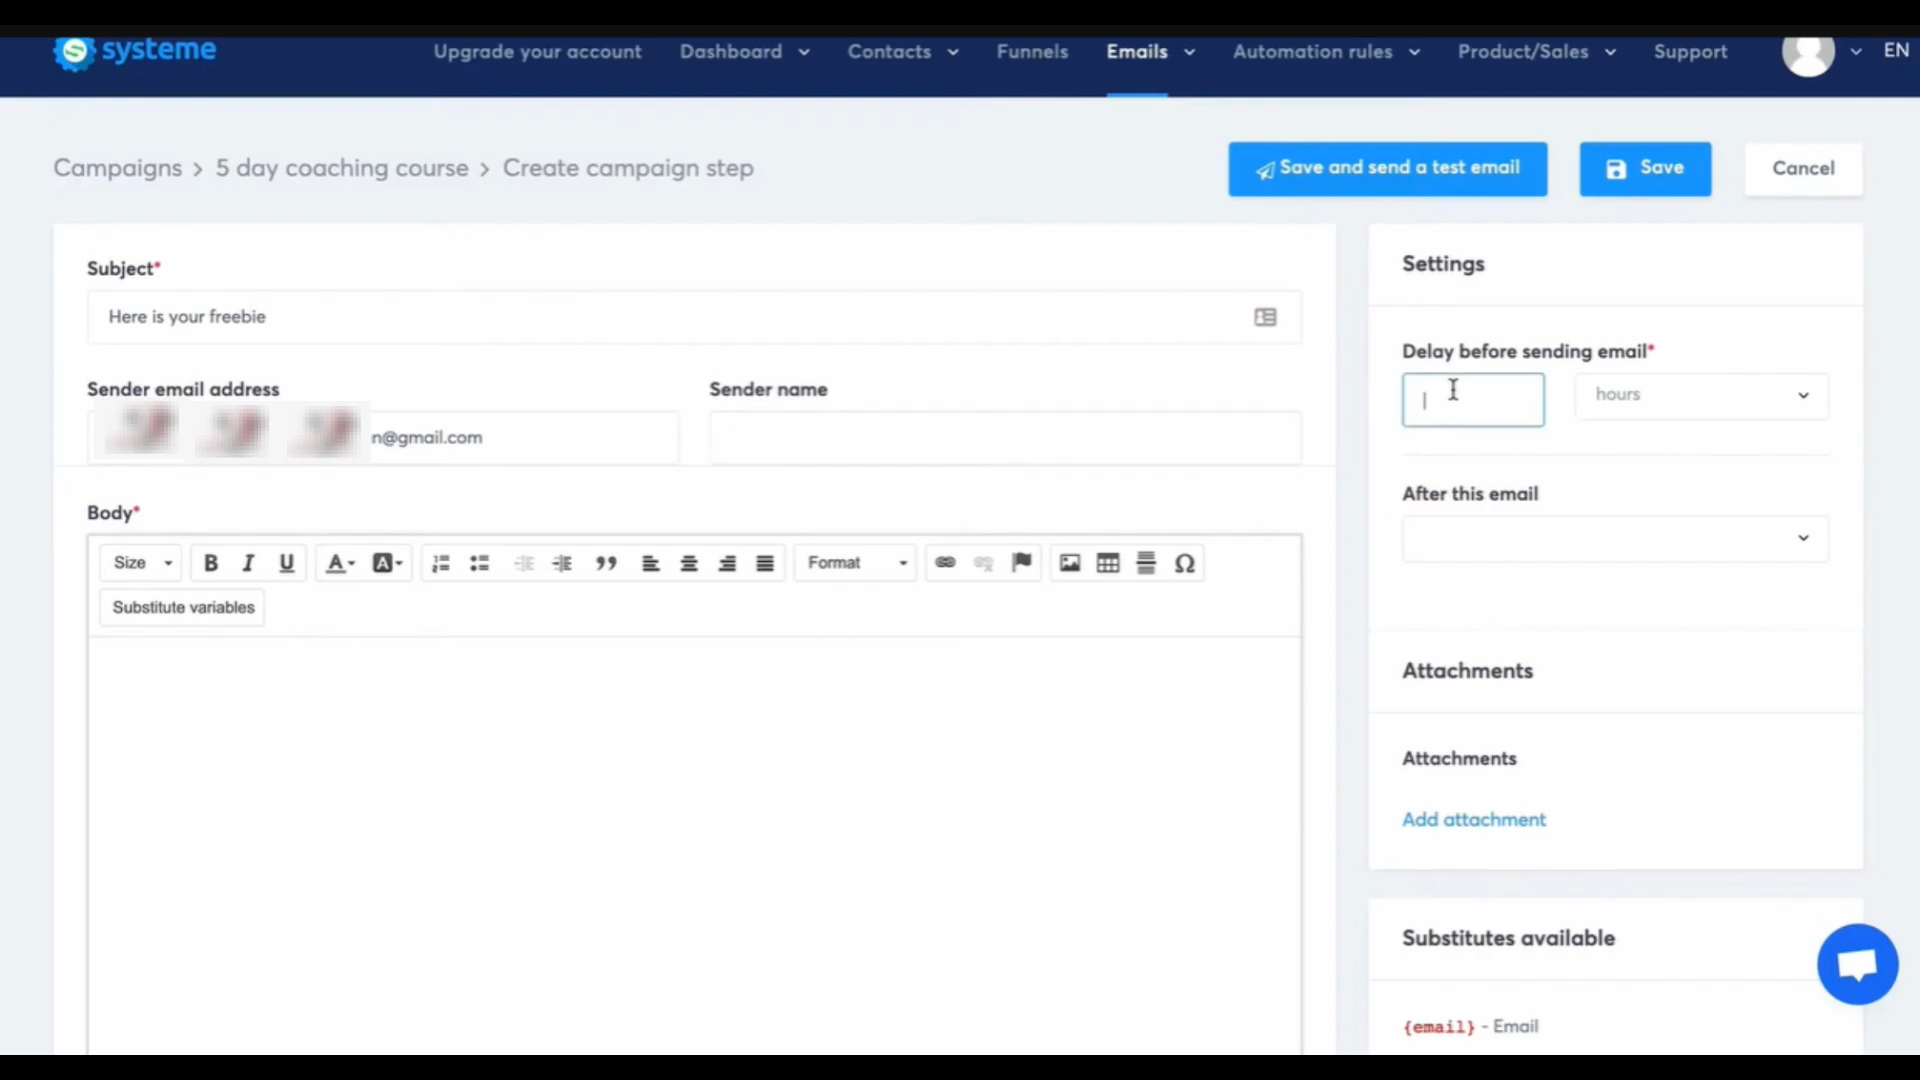 systeme
Upgrade your account Dashboard Contacts Funnels Emails Automation rules Product/Sales Support EN
Campaigns > 5 day coaching course > Create campaign step
Save and send a test email Save Cancel
Subject*
Here is your freebie
Sender email address Sender name
n@gmail.com
Body*
Size B I U A A Format Ω
Substitute variables
Settings
Delay before sending email*
hours
After this email
Attachments
Attachments
Add attachment
Substitutes available
{email} - Email